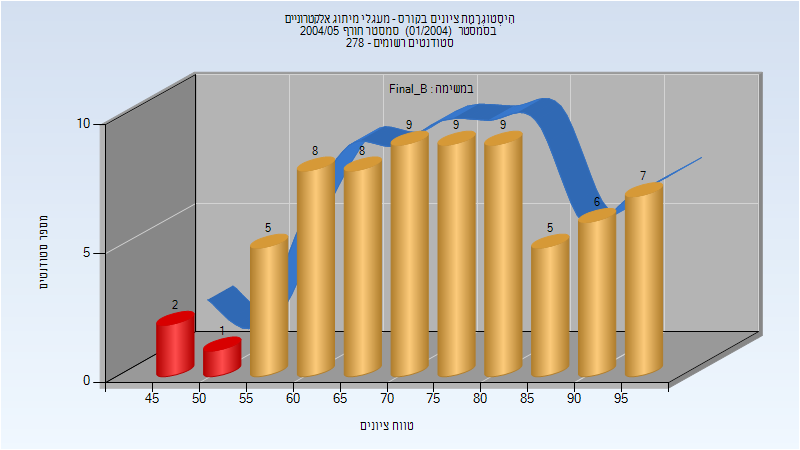 היסטוגרמת ציונים בקורס - מעגלי מיתוג אלקטרוניים
בסמסטר (01/2004) סמסטר חורף 2004/05
סטודנטים רשומים - 278
במשימה : Final_B
מספר סטודנטים
10
5
0
2
1
5
8
8
9
9
9
5
6
7
45 50 55 60 65 70 75 80 85 90 95
טווח ציונים